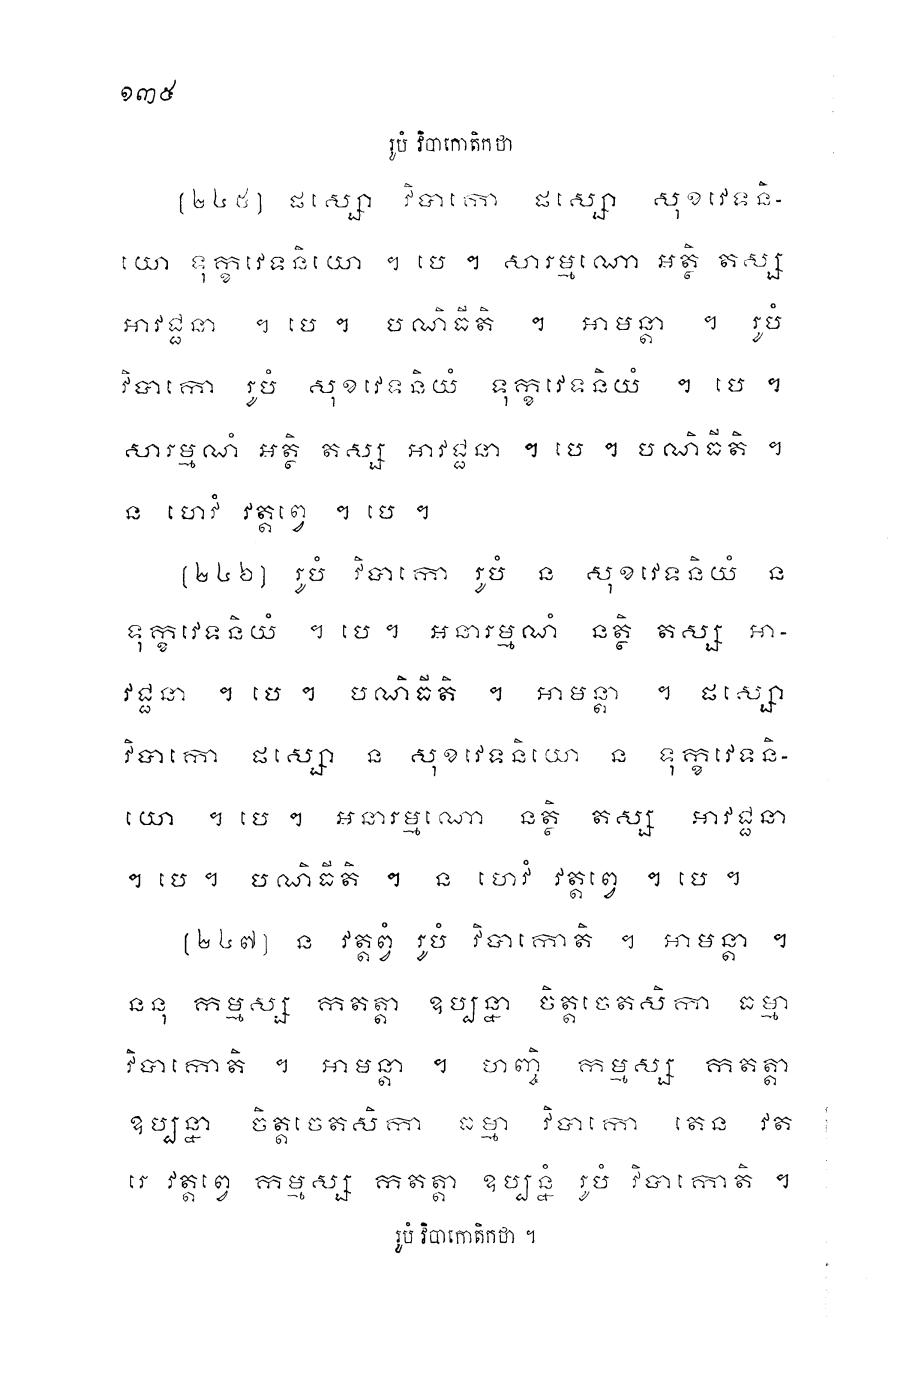 ១៣៥
រូបំ វិបាកោតិកថា
(២៤៥) ផស្សោ វិបាកោ ផស្សោ សុខវេទនិ-
យោ ទុក្ខវេទនិយោ ។ បេ ។ សារម្មណោ អត្ថិ តស្ស
អាវជ្ជនា ។ បេ ។ បណិធីតិ ។ អាមន្តា ។ រូបំ
វិបាកោ រូបំ សុខវេទនិយំ ទុក្ខវេទនិយំ ។ បេ ។
សារម្មណំ អត្ថិ តស្ស អាវជ្ជនា ។ បេ ។ បណិធីតិ ។
ន ហេវំ វត្តព្វេ ។ បេ ។
(២៤៦) រូបំ វិបាកោ រូបំ ន សុខវេទនិយំ ន
ទុក្ខវេទនិយំ ។ បេ ។ អនារម្មណំ នត្ថិ តស្ស អា-
វជ្ជនា ។ បេ ។ បណិធីតិ ។ អាមន្តា ។ ផស្សោ
វិបាកោ ផស្សោ ន សុខវេទនិយោ ន ទុក្ខវេទនិ-
យោ ។ បេ ។ អនារម្មណោ នត្ថិ តស្ស អាវជ្ជនា
។ បេ ។ បណិធីតិ ។ ន ហេវំ វត្តព្វេ ។ បេ ។
(២៤៧) ន វត្តព្វំ រូបំ វិបាកោតិ ។ អាមន្តា ។
ននុ កម្មស្ស កតត្តា ឧប្បន្នា ចិត្តចេតសិកា ធម្មា
វិបាកោតិ ។ អាមន្តា ។ ហញ្ចិ កម្មស្ស កតត្តា
ឧប្បន្នា ចិត្តចេតសិកា ធម្មា វិបាកោ តេន វត
រេ វត្តព្វេ កម្មស្ស កតត្តា ឧប្បន្នំ រូបំ វិបាកោតិ ។
រូបំ វិបាកោតិកថា ។